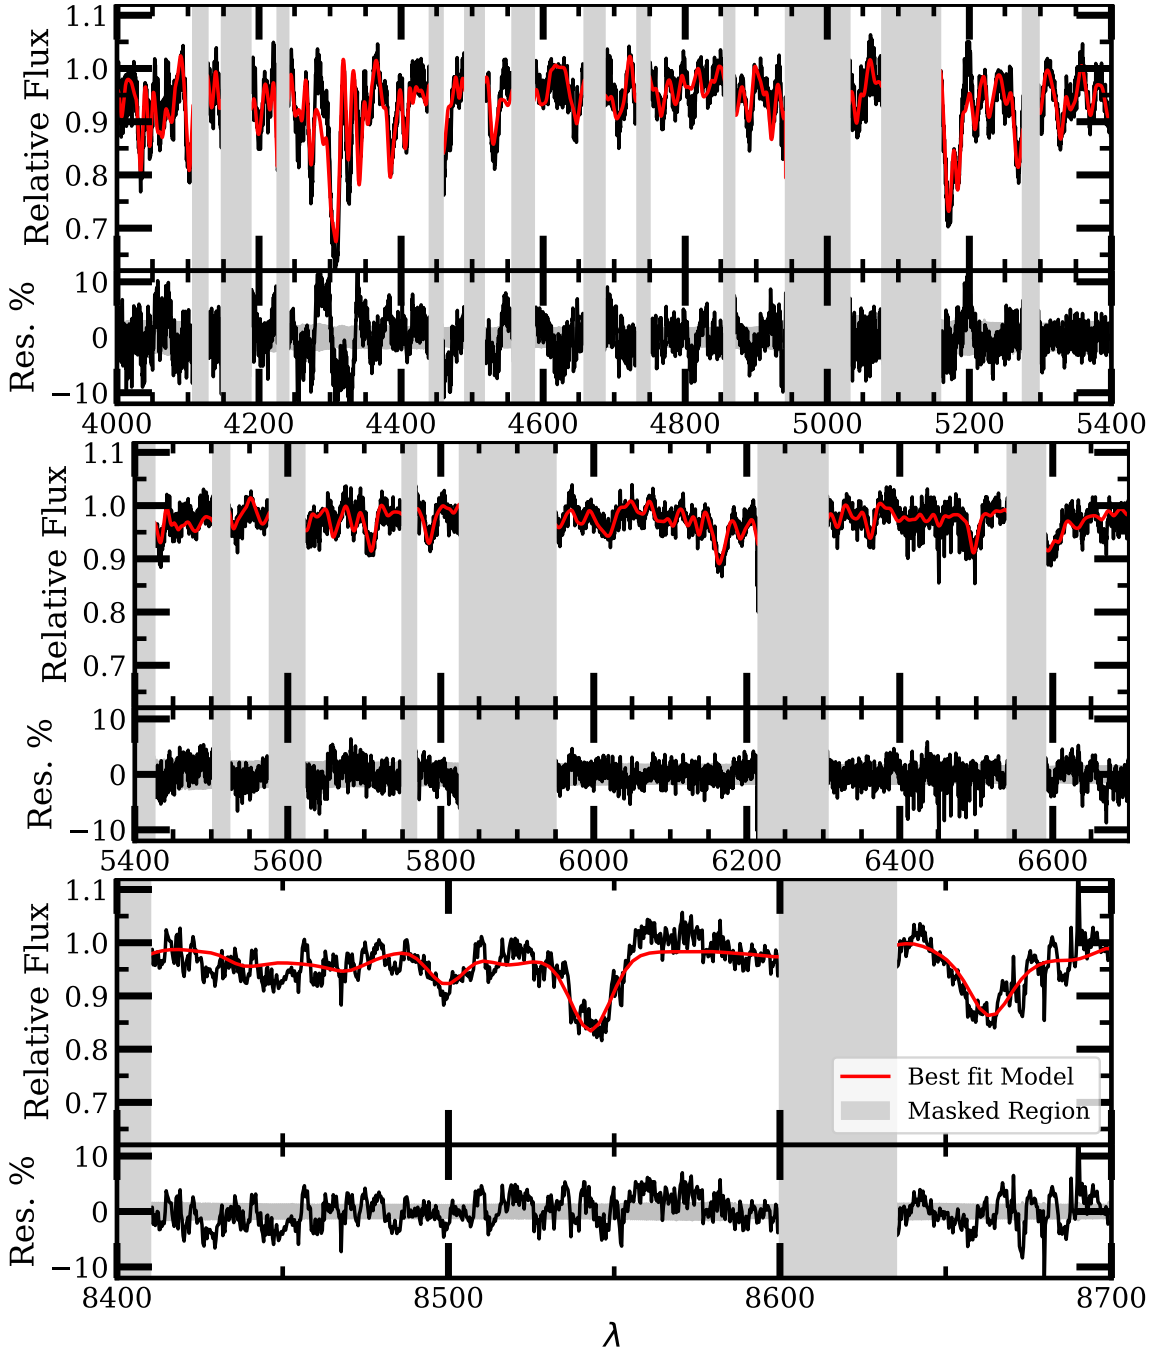 1.1
1.0
0.9
0.8
0.7
Relative Flux
10
0
−10
Res. %
4000 4200 4400 4600 4800 5000 5200 5400
1.1
1.0
0.9
0.8
0.7
Relative Flux
10
0
−10
Res. %
5400 5600 5800 6000 6200 6400 6600
1.1
1.0
0.9
0.8
0.7
Relative Flux
Best fit Model
Masked Region
10
0
−10
Res. %
8400 8500 8600 8700
λ